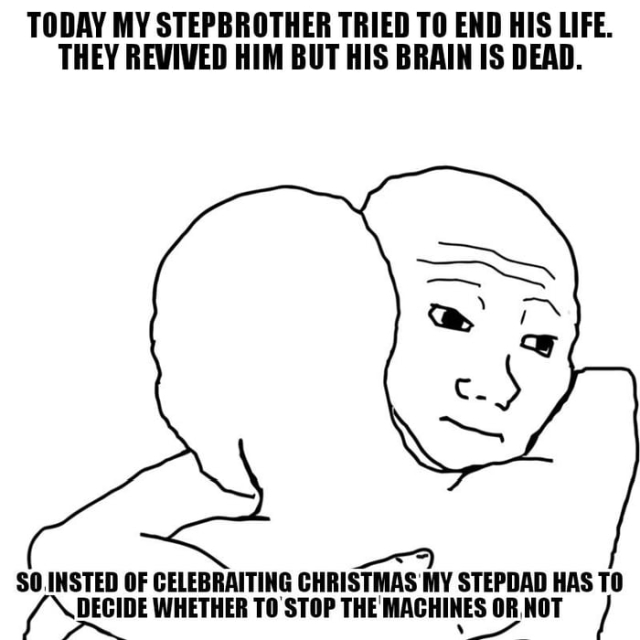 TODAY MY STEPBROTHER TRIED TO END HIS LIFE.
THEY REVIVED HIM BUT HIS BRAIN IS DEAD.
SO INSTED OF CELEBRAITING CHRISTMAS MY STEPDAD HAS TO
DECIDE WHETHER TO STOP THE MACHINES OR NOT